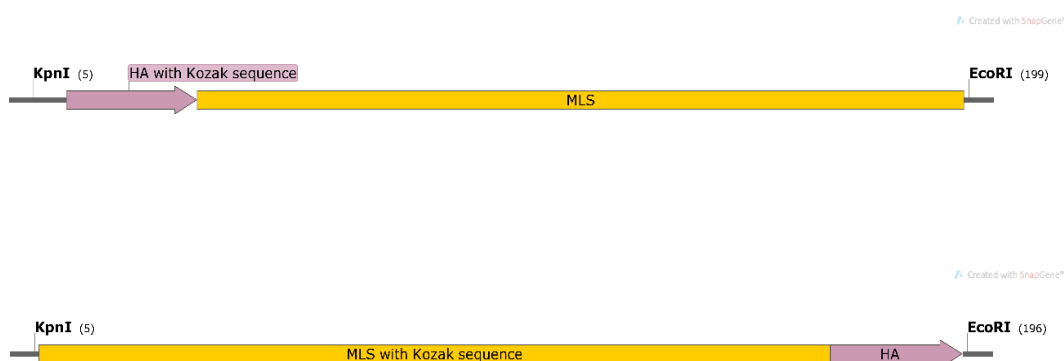 Created with SnapGene®
KpnI (5)
HA with Kozak sequence
EcoRI (199)
MLS
Created with SnapGene®
KpnI (5)
EcoRI (196)
MLS with Kozak sequence
HA